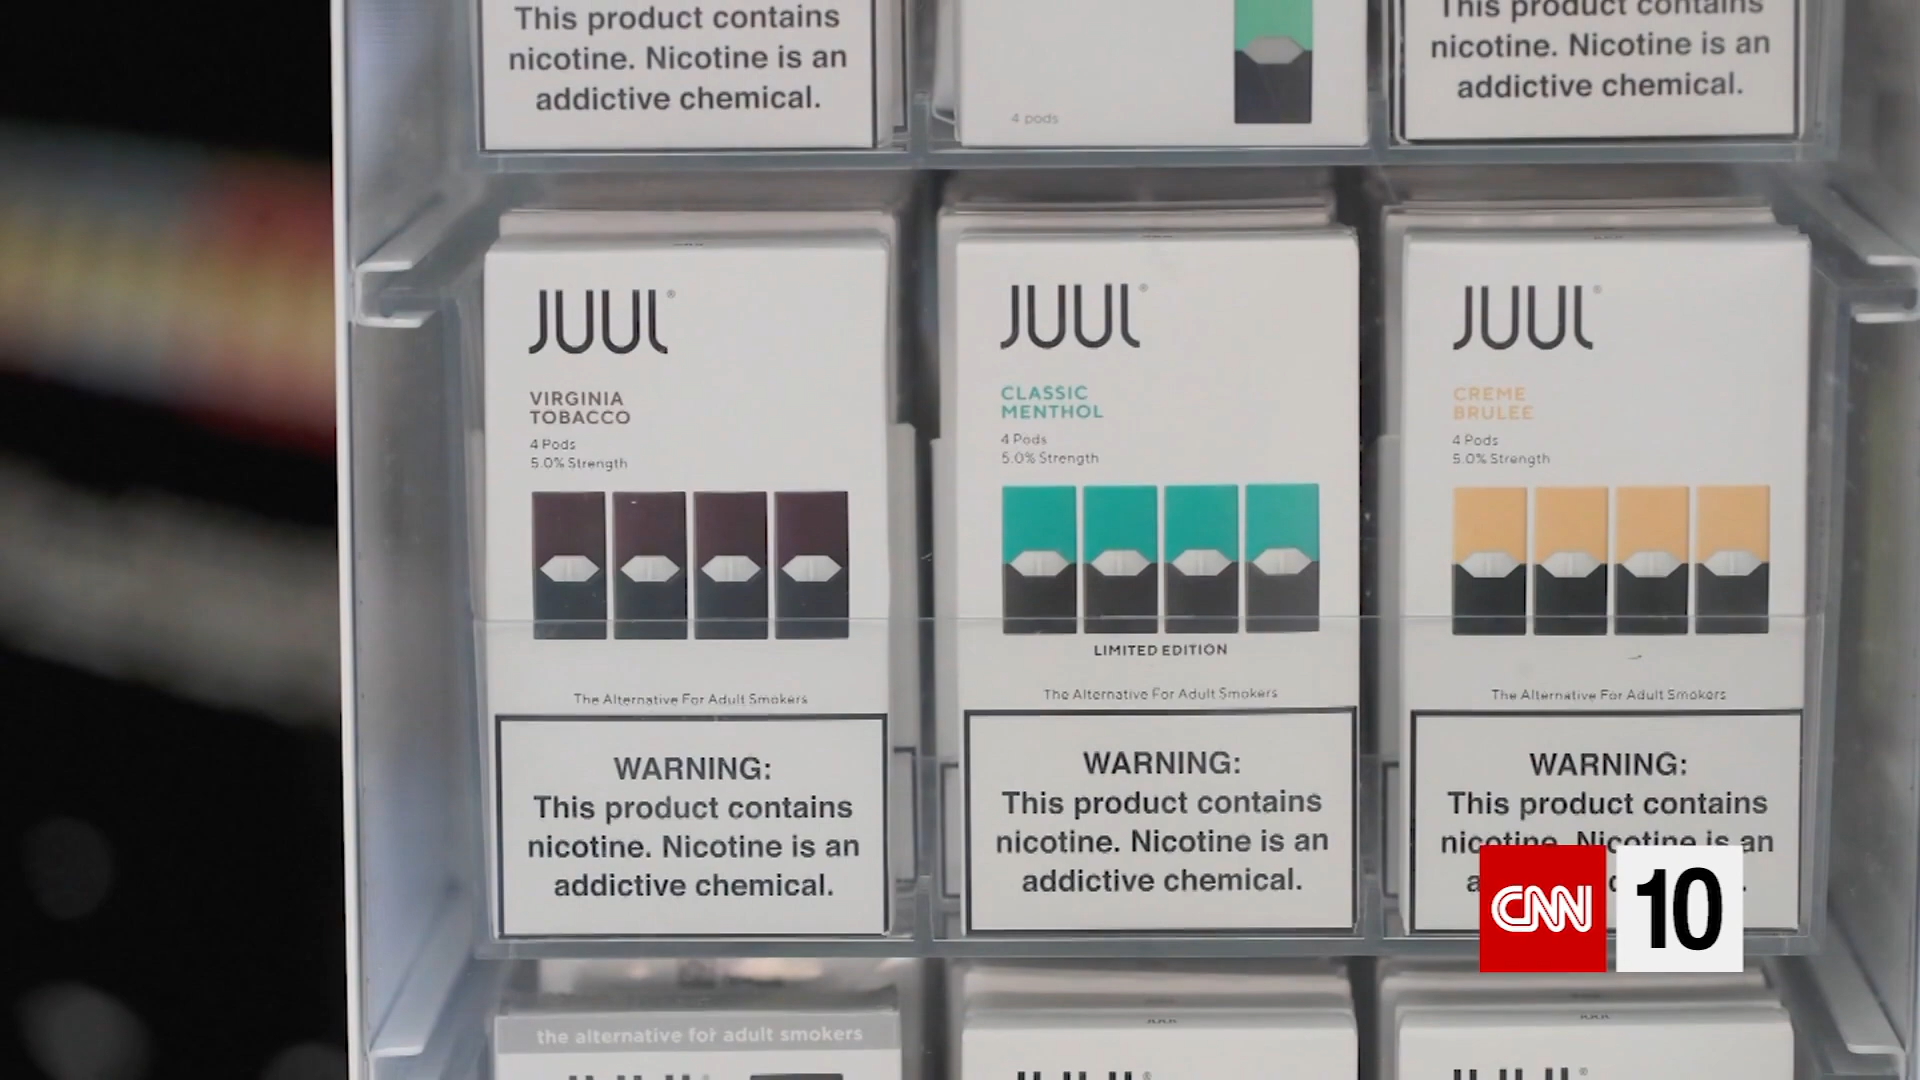 This product contains
nicotine. Nicotine is an
addictive chemical.
4 pods
This product contains
nicotine. Nicotine is an
addictive chemical.
JUUL®
VIRGINIA
TOBACCO
4 Pods
5.0% Strength
The Alternative For Adult Smokers
WARNING:
This product contains
nicotine. Nicotine is an
addictive chemical.
JUUL®
CLASSIC
MENTHOL
4 Pods
5.0% Strength
LIMITED EDITION
The Alternative For Adult Smokers
WARNING:
This product contains
nicotine. Nicotine is an
addictive chemical.
JUUL®
CREME
BRULEE
4 Pods
5.0% Strength
The Alternative For Adult Smokers
WARNING:
This product contains
nicotine. Nicotine is an
CNN 10
the alternative for adult smokers